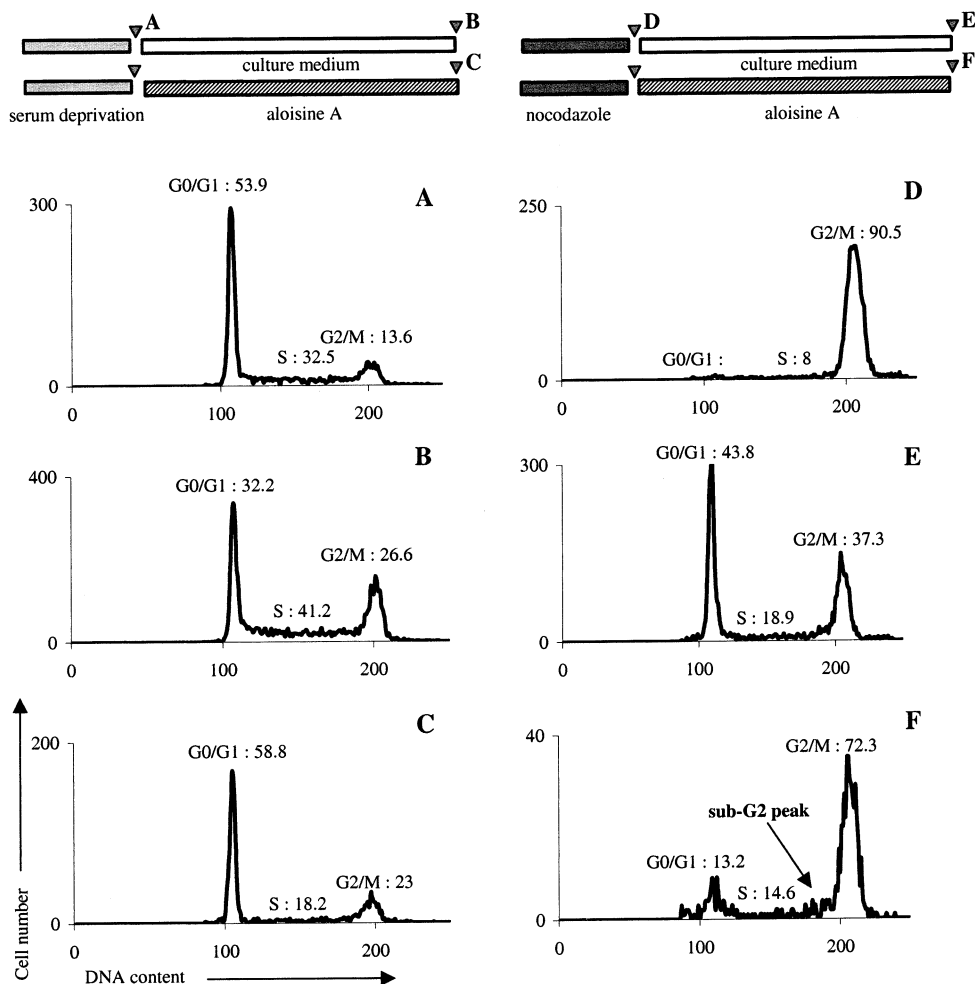 A
B
culture medium
C
serum deprivation
aloisine A
D
E
culture medium
F
nocodazole
aloisine A
A
G0/G1 : 53.9
300
G2/M : 13.6
S : 32.5
0
0
100
200
D
250
G2/M : 90.5
G0/G1 :
S : 8
0
0
100
200
B
400
G0/G1 : 32.2
G2/M : 26.6
S : 41.2
0
0
100
200
E
G0/G1 : 43.8
300
G2/M : 37.3
S : 18.9
0
0
100
200
C
200
G0/G1 : 58.8
G2/M : 23
S : 18.2
0
0
100
200
Cell number
DNA content
F
40
G2/M : 72.3
sub-G2 peak
G0/G1 : 13.2
S : 14.6
0
0
100
200